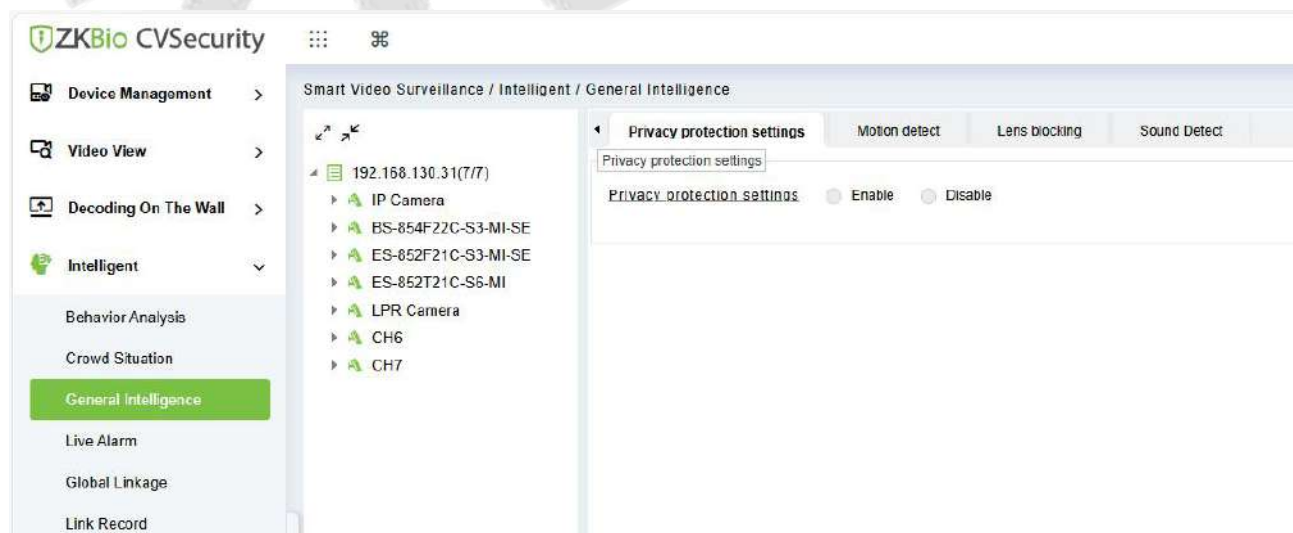 ZKBio CVSecurity
Device Management
Video View
Decoding On The Wall
Intelligent
Behavior Analysis
Crowd Situation
General Intelligence
Live Alarm
Global Linkage
Link Record
Smart Video Surveillance / Intelligent / General Intelligence
192.168.130.31(7/7)
IP Camera
BS-854F22C-S3-MI-SE
ES-852F21C-S3-MI-SE
ES-852T21C-S6-MI
LPR Camera
CH6
CH7
Privacy protection settings Motion detect Lens blocking Sound Detect
Privacy protection settings
Privacy protection settings Enable Disable